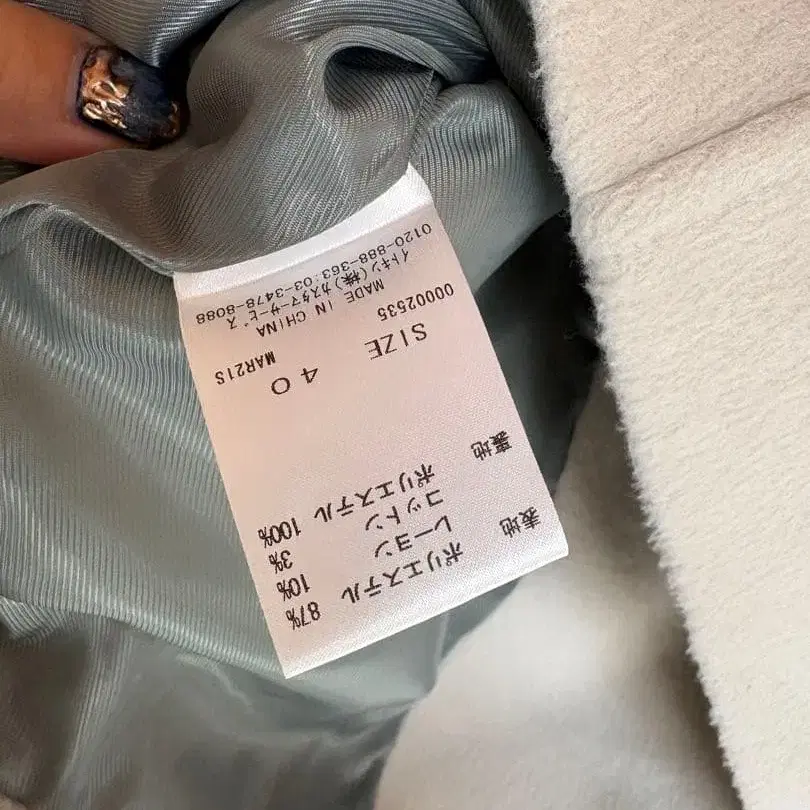 表地 ポリエステル 87%
レーヨン 10%
コットン 3%
裏地 ポリエステル 100%
SIZE 40
00002535 MAR21S
MADE IN CHINA
イトキン(株)カスタマーサービス
0120-888-363:03-3478-8088